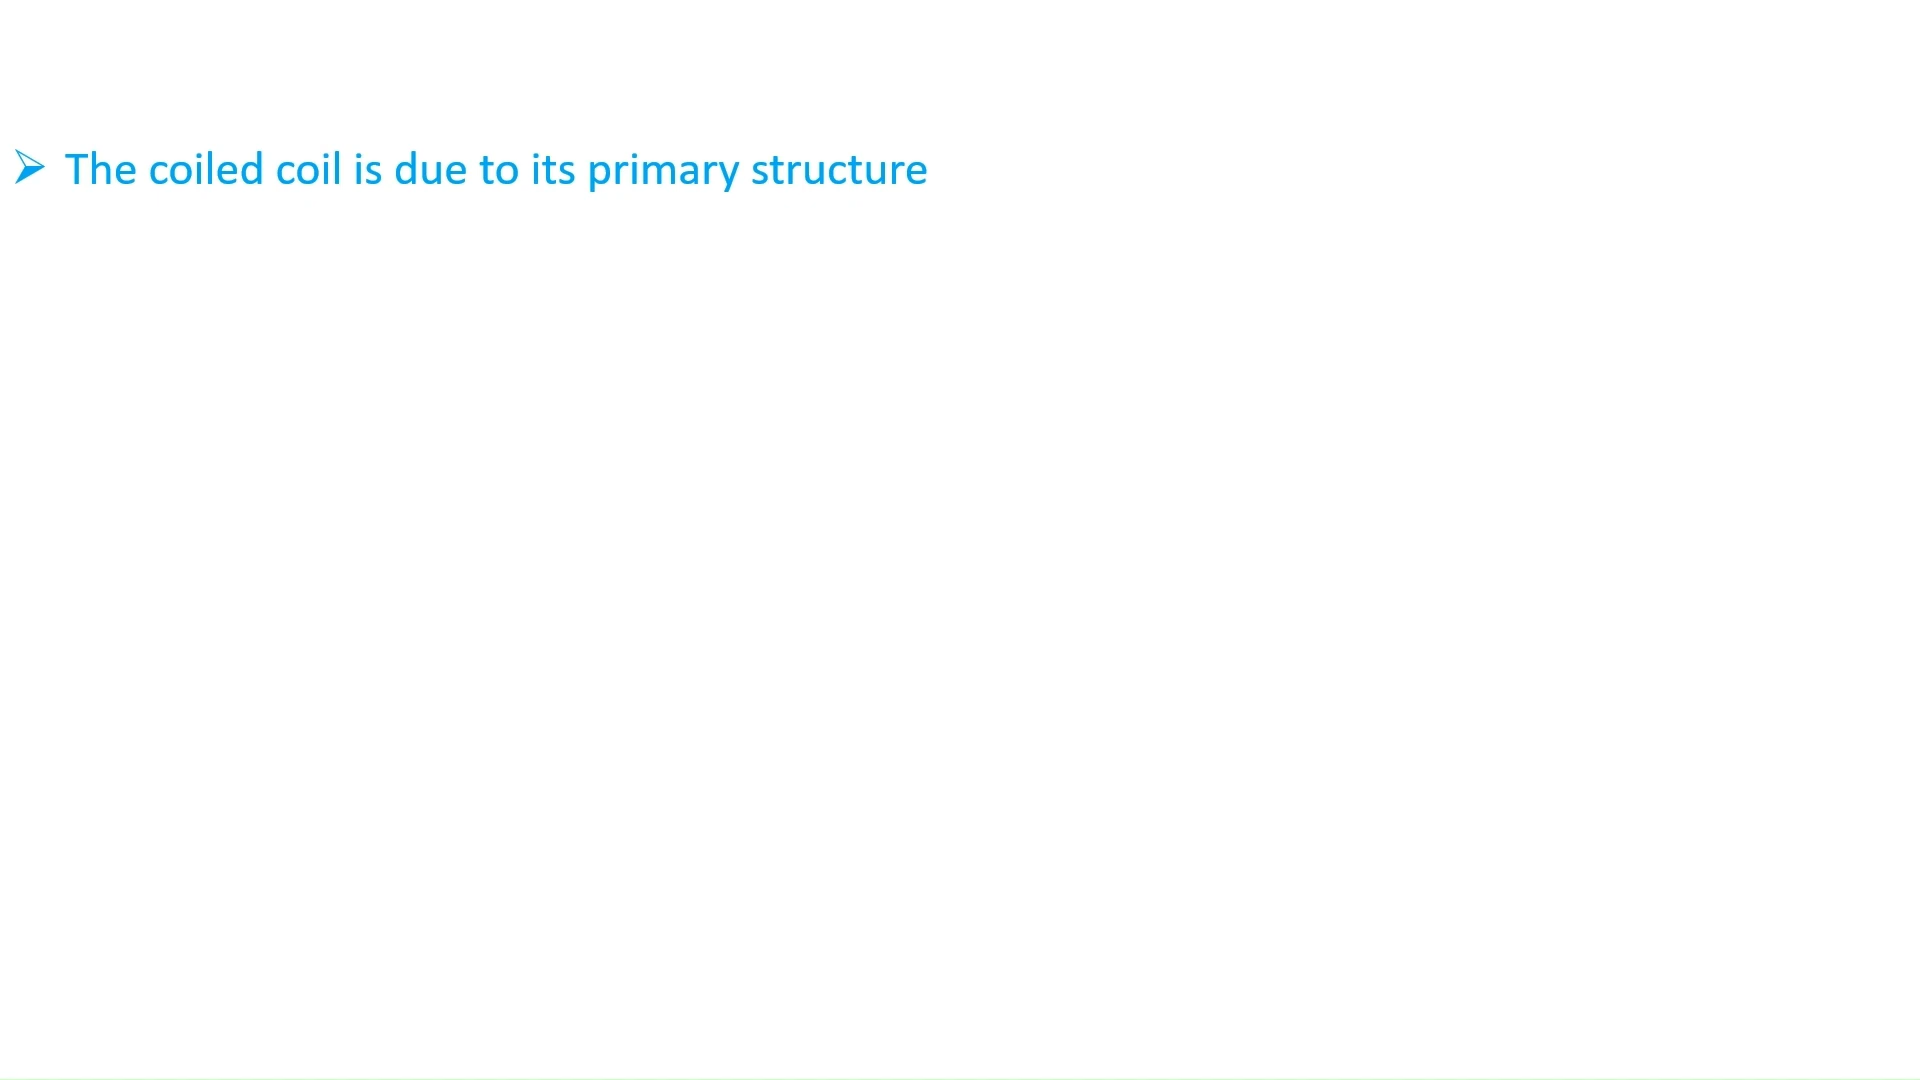 ➢ The coiled coil is due to its primary structure